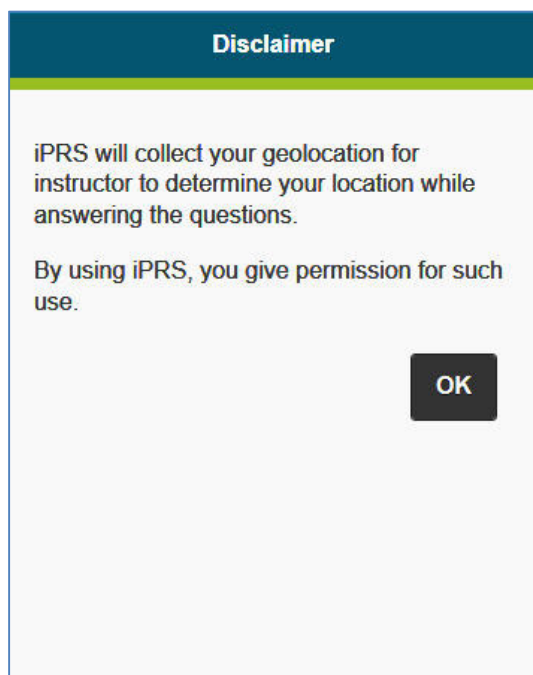 Disclaimer
iPRS will collect your geolocation for
instructor to determine your location while
answering the questions.
By using iPRS, you give permission for such
use.
OK